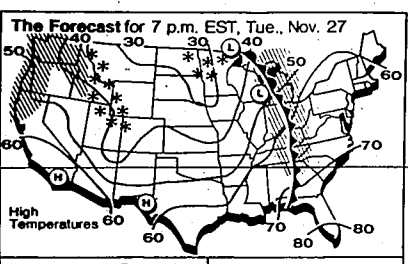 The Forecast for 7 p.m. EST, Tue., Nov. 27
50 40 30 30 L 40
50 60
L
60 70
H H
High
Temperatures
60 60 70 80 80